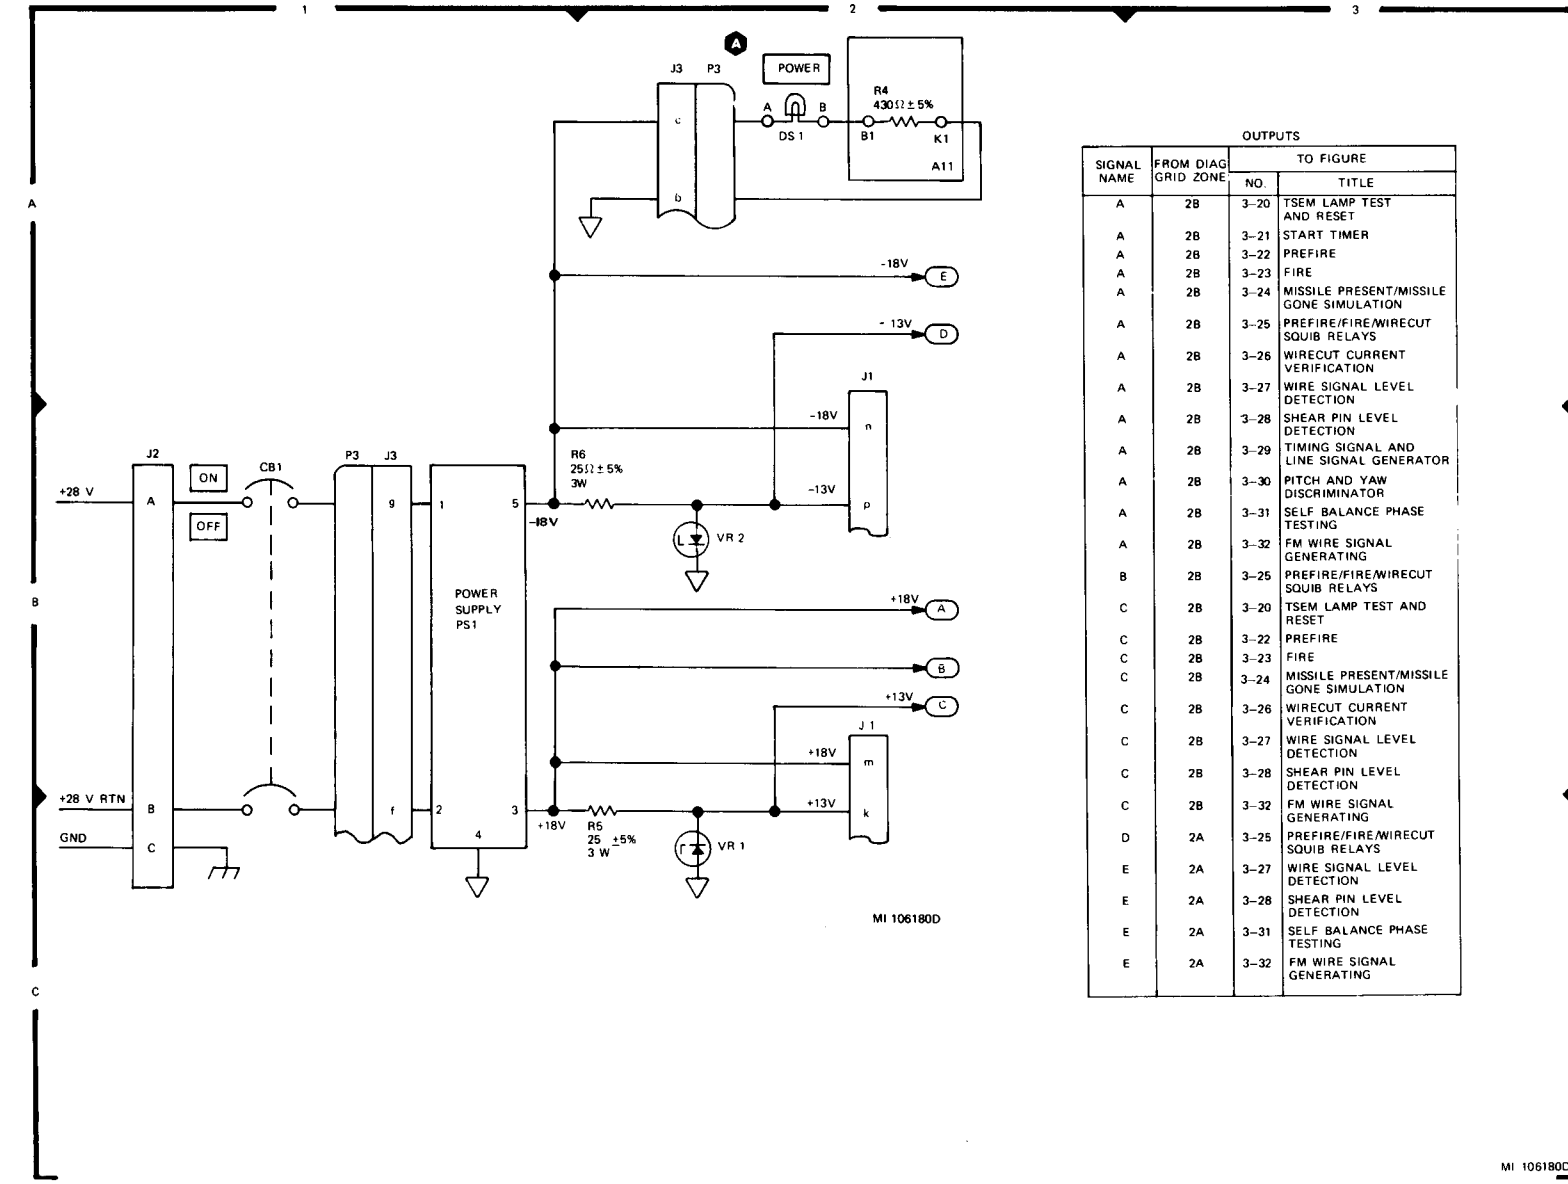 1 2 3
A
J3 P3 POWER
A B
DS 1
R4
430Ω ± 5%
B1 K1
A11
c
b
A
-18V E
- 13V D
J1
-18V n
-13V p
R6
25Ω ± 5%
3W
VR 2
J2
ON
OFF
CB1
P3 J3
+28 V A
g 1 5
-18V
POWER
SUPPLY
PS1
B
+18V A
B
+13V C
J 1
+18V m
+13V k
+28 V RTN B
f 2 3
4
+18V
R5
25 ±5%
3 W
VR 1
GND C
MI 106180D
C
OUTPUTS
SIGNAL NAME FROM DIAG GRID ZONE TO FIGURE
NO. TITLE
A 2B 3-20 TSEM LAMP TEST
AND RESET
A 2B 3-21 START TIMER
A 2B 3-22 PREFIRE
A 2B 3-23 FIRE
A 2B 3-24 MISSILE PRESENT/MISSILE
GONE SIMULATION
A 2B 3-25 PREFIRE/FIRE/WIRECUT
SQUIB RELAYS
A 2B 3-26 WIRECUT CURRENT
VERIFICATION
A 2B 3-27 WIRE SIGNAL LEVEL
DETECTION
A 2B 3-28 SHEAR PIN LEVEL
DETECTION
A 2B 3-29 TIMING SIGNAL AND
LINE SIGNAL GENERATOR
A 2B 3-30 PITCH AND YAW
DISCRIMINATOR
A 2B 3-31 SELF BALANCE PHASE
TESTING
A 2B 3-32 FM WIRE SIGNAL
GENERATING
B 2B 3-25 PREFIRE/FIRE/WIRECUT
SQUIB RELAYS
C 2B 3-20 TSEM LAMP TEST AND
RESET
C 2B 3-22 PREFIRE
C 2B 3-23 FIRE
C 2B 3-24 MISSILE PRESENT/MISSILE
GONE SIMULATION
C 2B 3-26 WIRECUT CURRENT
VERIFICATION
C 2B 3-27 WIRE SIGNAL LEVEL
DETECTION
C 2B 3-28 SHEAR PIN LEVEL
DETECTION
C 2B 3-32 FM WIRE SIGNAL
GENERATING
D 2A 3-25 PREFIRE/FIRE/WIRECUT
SQUIB RELAYS
E 2A 3-27 WIRE SIGNAL LEVEL
DETECTION
E 2A 3-28 SHEAR PIN LEVEL
DETECTION
E 2A 3-31 SELF BALANCE PHASE
TESTING
E 2A 3-32 FM WIRE SIGNAL
GENERATING
MI 106180D